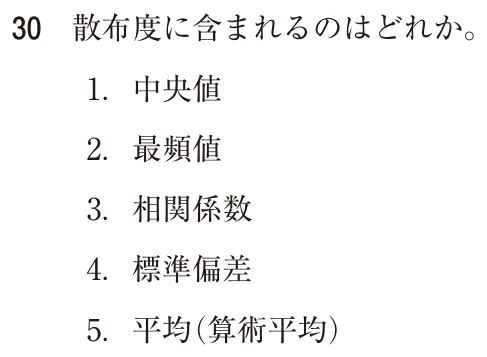 30 散布度に含まれるのはどれか。
1. 中央値
2. 最頻値
3. 相関係数
4. 標準偏差
5. 平均(算術平均)